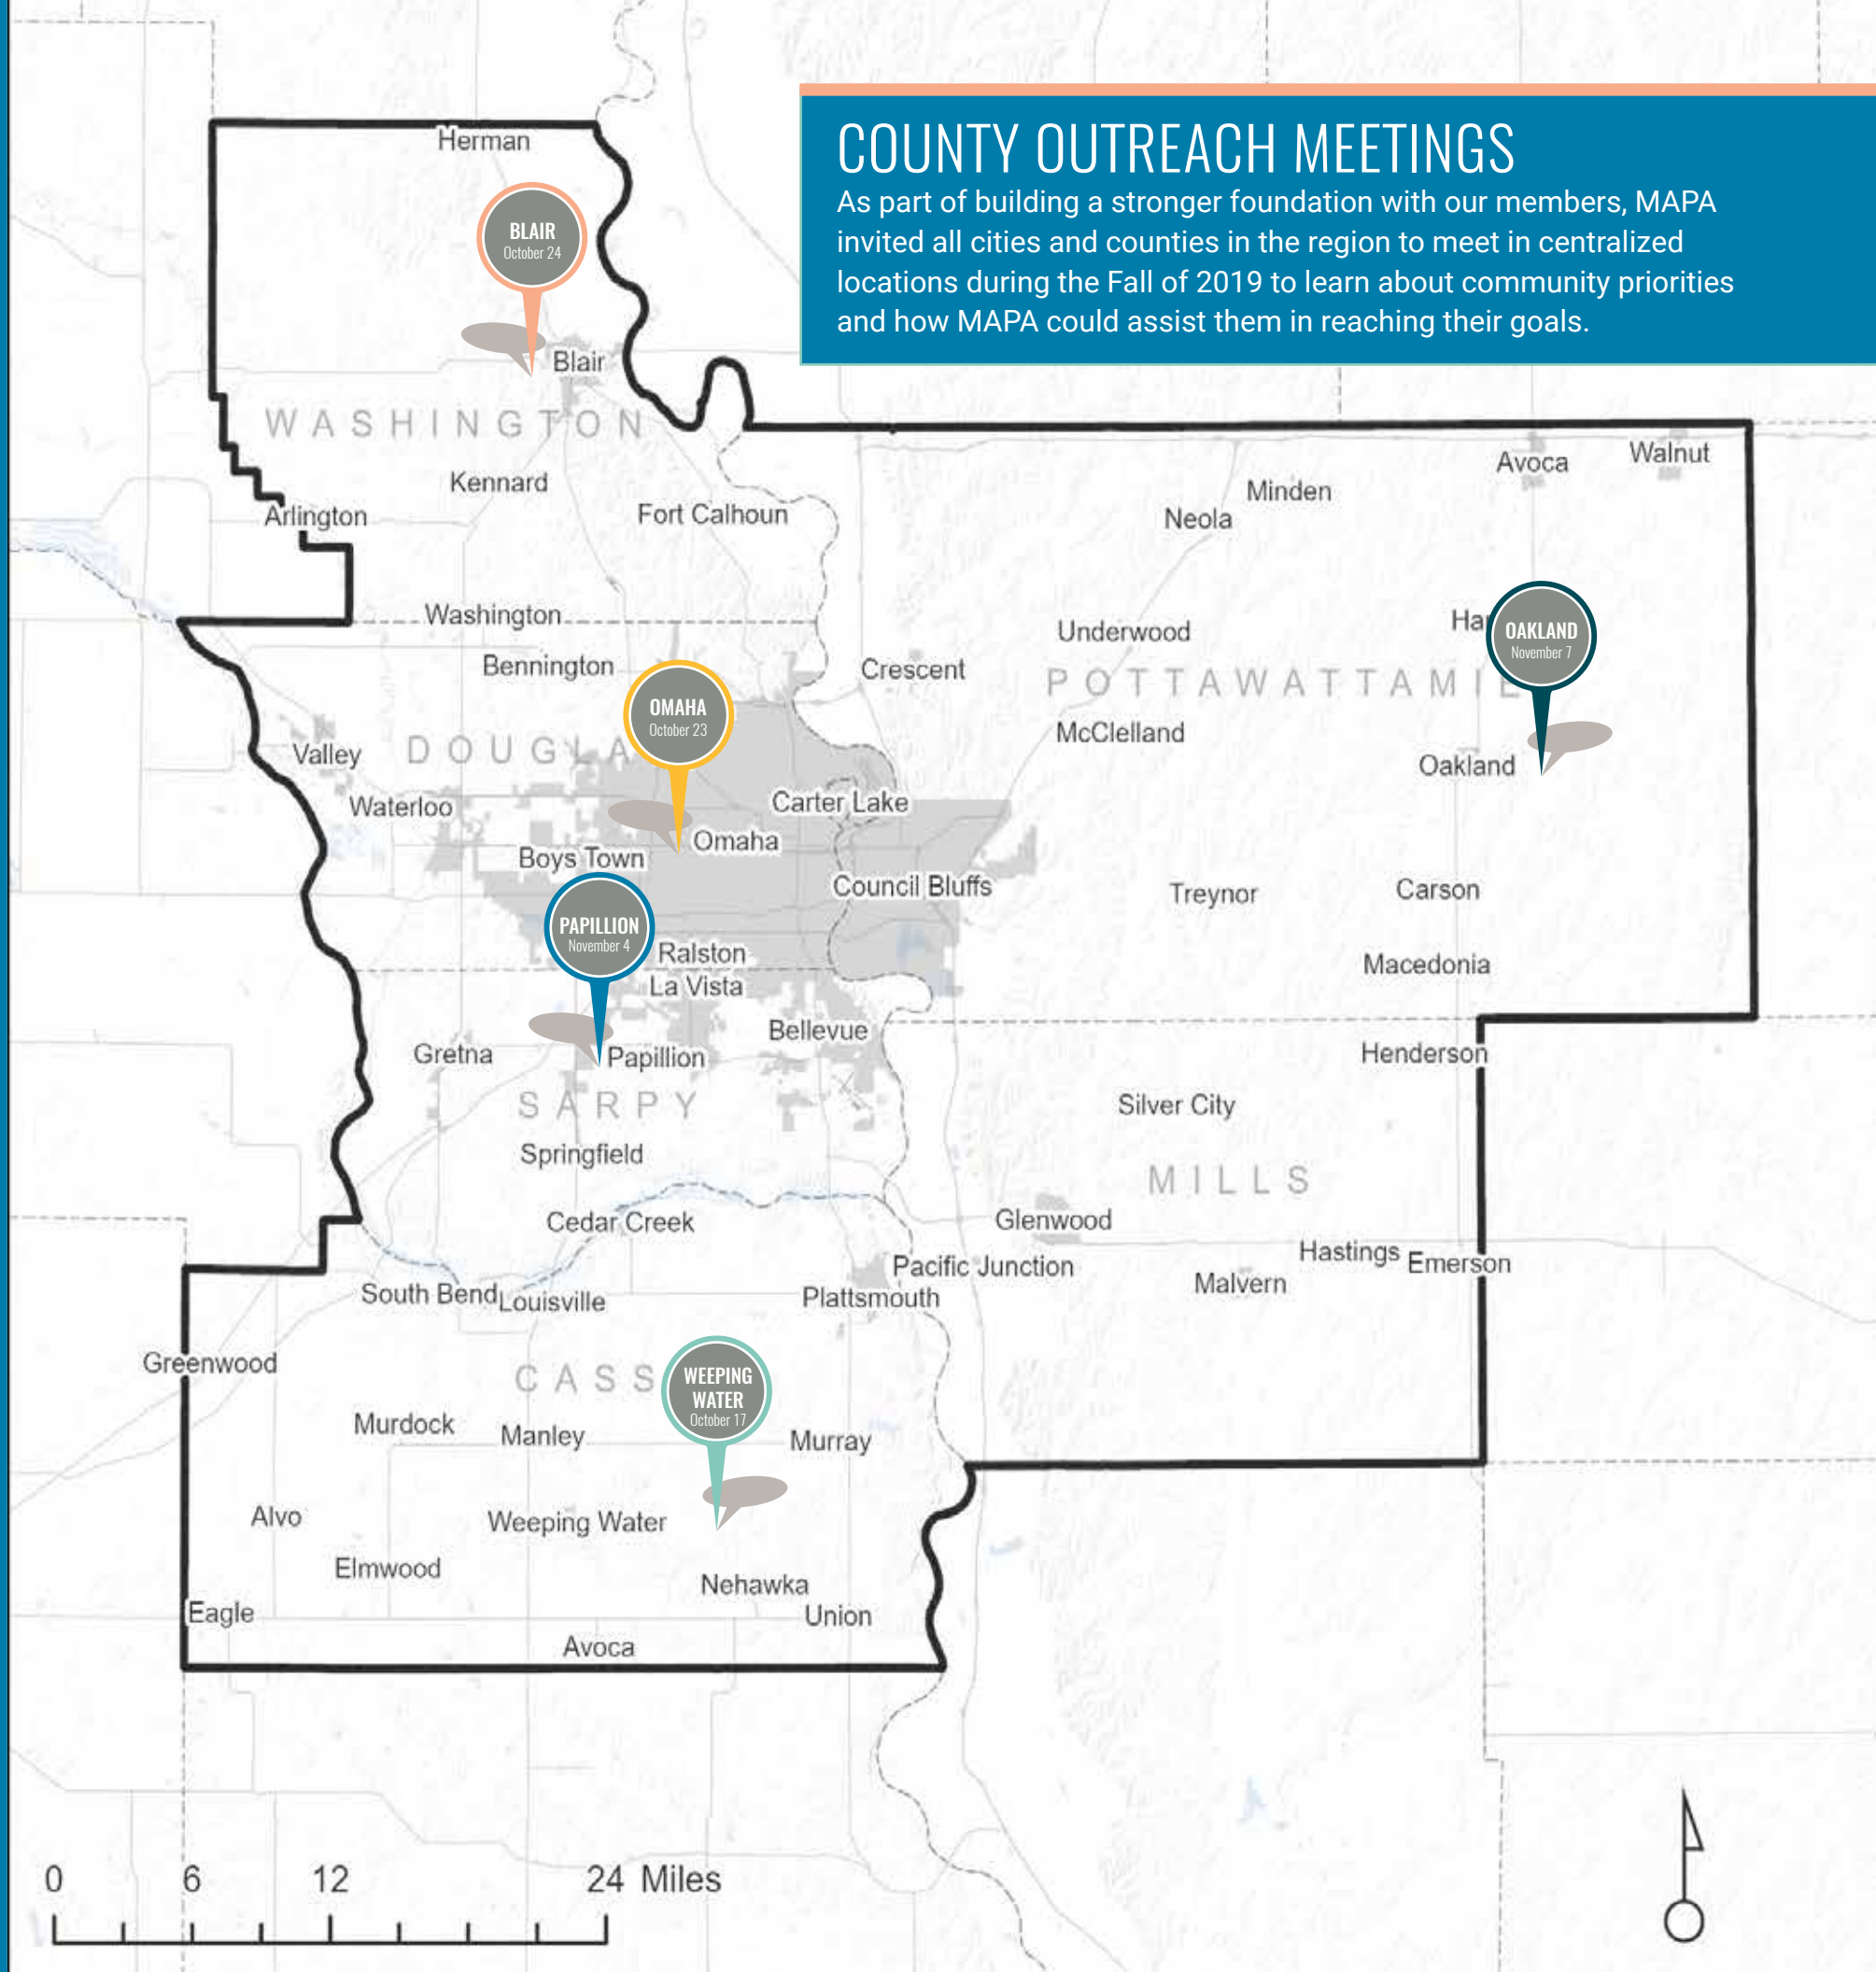 COUNTY OUTREACH MEETINGS
As part of building a stronger foundation with our members, MAPA
invited all cities and counties in the region to meet in centralized
locations during the Fall of 2019 to learn about community priorities
and how MAPA could assist them in reaching their goals.
Herman
BLAIR
October 24
Blair
WASHINGTON
Kennard
Arlington
Fort Calhoun
Washington
Bennington
Avoca
Walnut
Minden
Neola
Underwood
Crescent
POTTAWATTAMIE
OAKLAND
November 7
McClelland
Oakland
OMAHA
October 23
Valley
DOUGLA
Waterloo
Carter Lake
Omaha
Boys Town
Council Bluffs
Treynor
Carson
Macedonia
PAPILLION
November 4
Ralston
La Vista
Bellevue
Gretna
Papillion
SARPY
Springfield
Henderson
Silver City
MILLS
Glenwood
Hastings
Emerson
Malvern
Pacific Junction
Cedar Creek
South Bend
Louisville
Plattsmouth
Greenwood
CASS
WEEPING
WATER
October 17
Murdock
Manley
Murray
Alvo
Weeping Water
Elmwood
Nehawka
Eagle
Union
Avoca
0 6 12 24 Miles